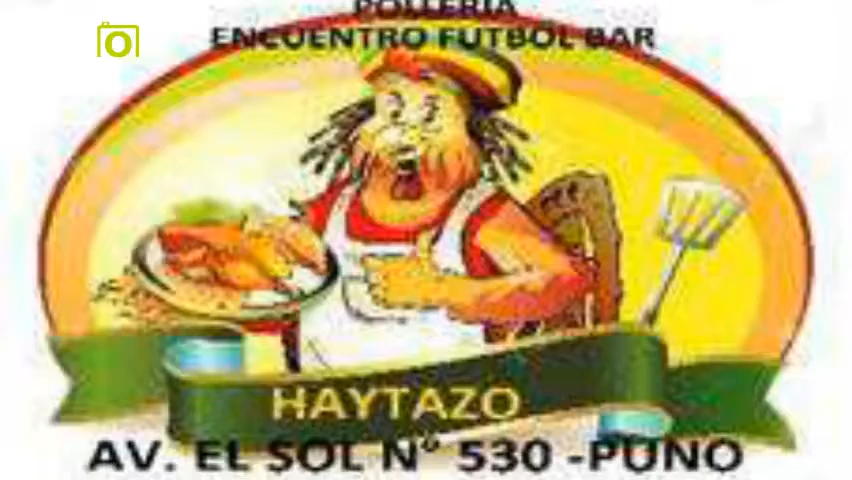 POLLERIA
ENCUENTRO FUTBOL BAR
HAYTAZO
AV. EL SOL N° 530 -PUNO